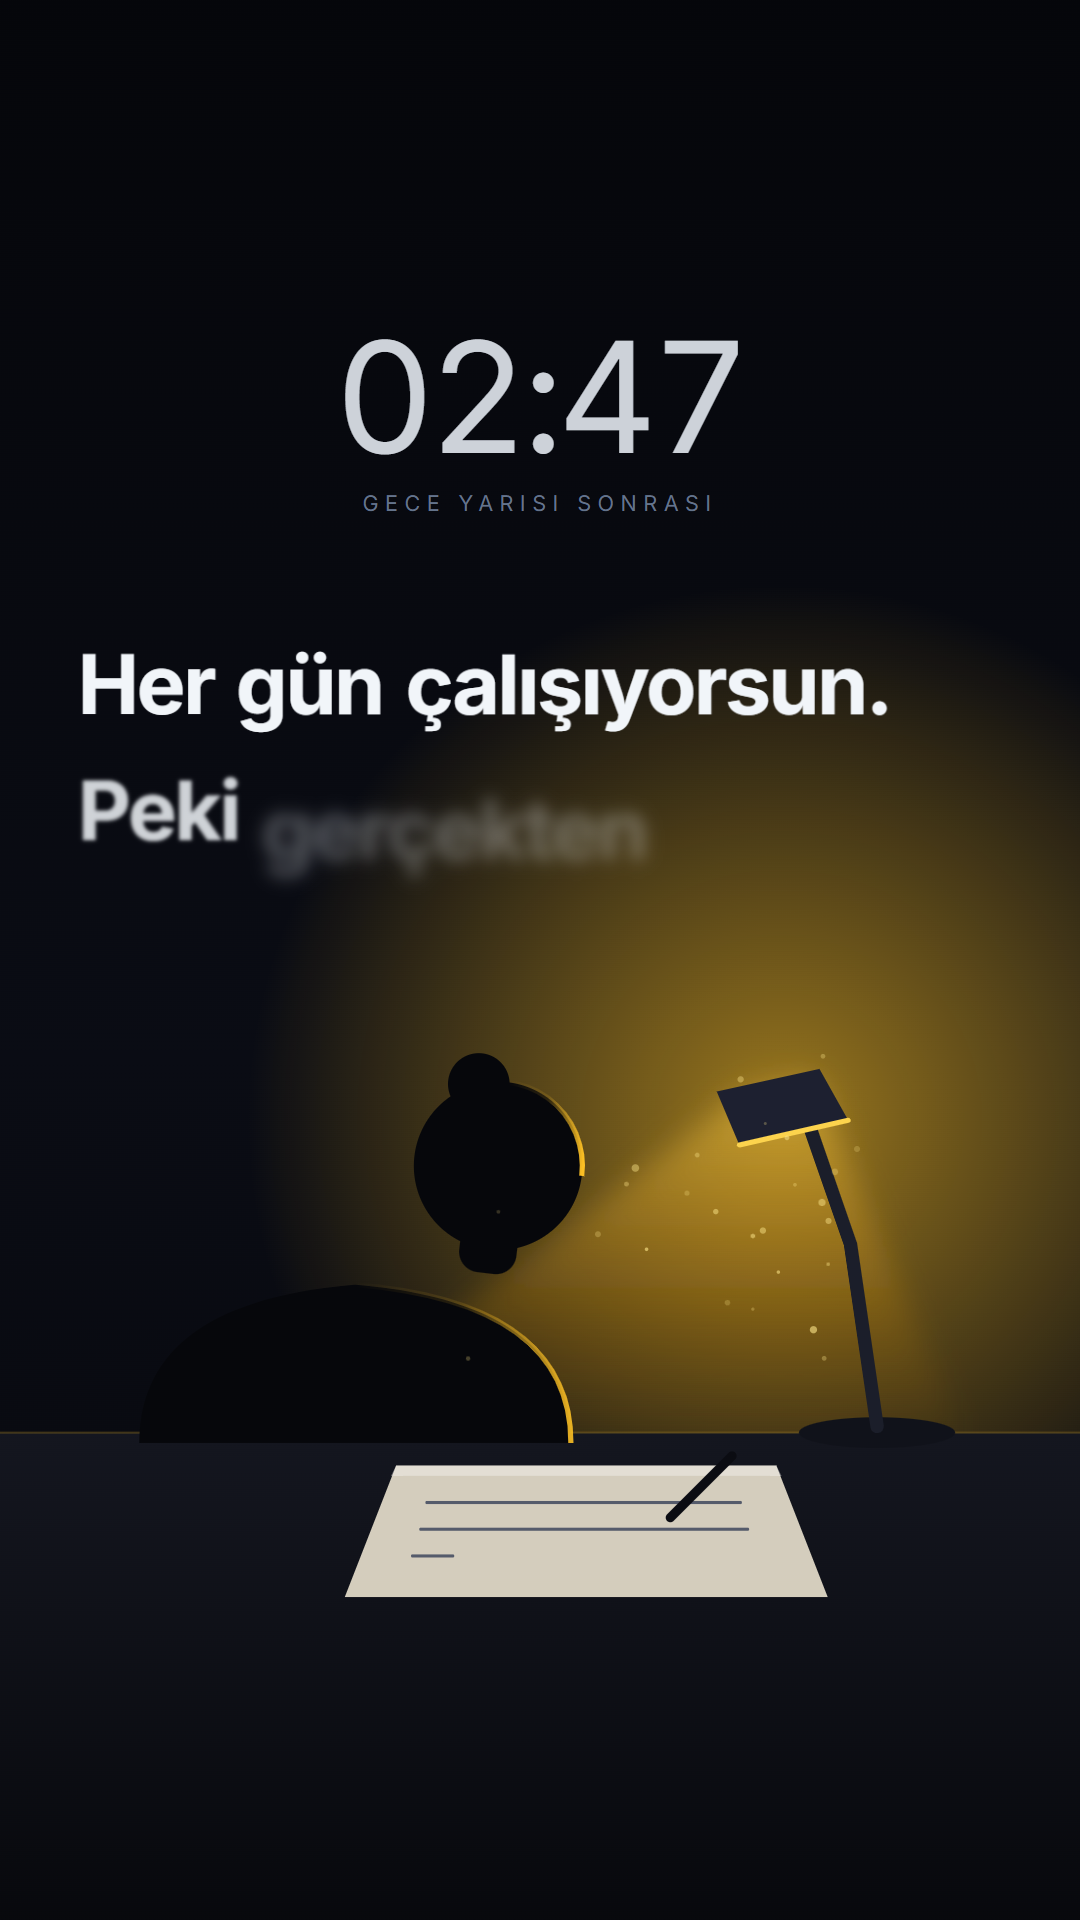 02:47
GECE YARISI SONRASI
Her gün çalışıyorsun.
Peki gerçekten